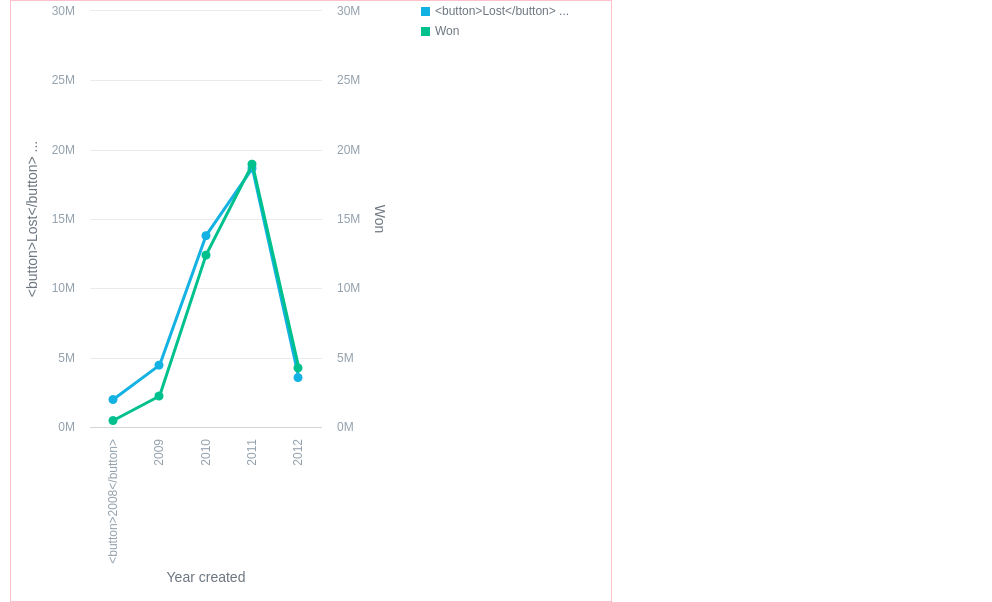 30M
25M
20M
15M
10M
5M
0M
<button>Lost</button> ...
30M
25M
20M
15M
10M
5M
0M
Won
<button>Lost</button> ...
Won
<button>2008</button>
2009
2010
2011
2012
Year created